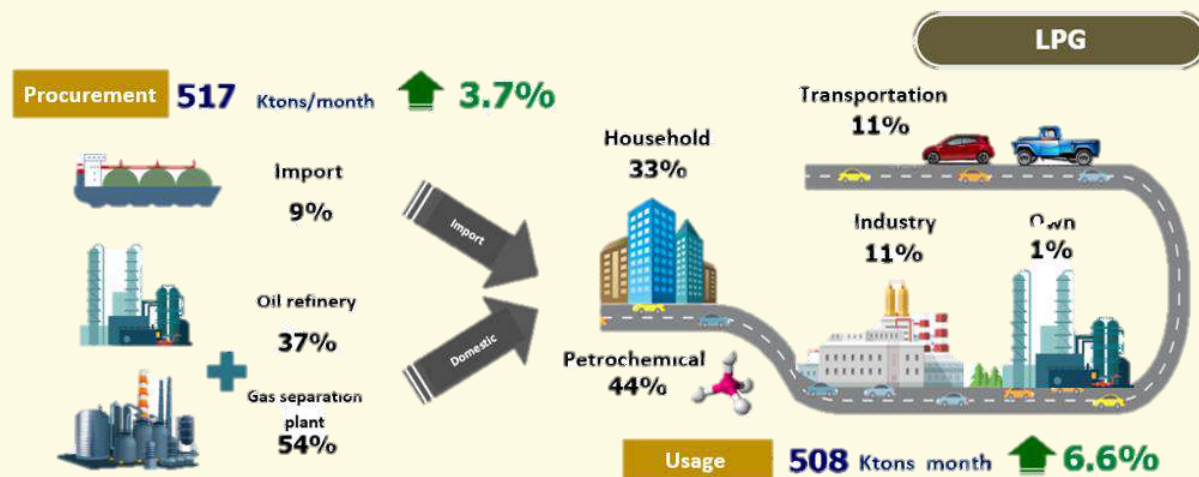 LPG
Procurement 517 Ktons/month 3.7%
Import
9%
Oil refinery
37%
Gas separation
plant
54%
Import
Domestic
Household
33%
Petrochemical
44%
Transportation
11%
Industry
11%
Own
1%
Usage 508 Ktons month 6.6%